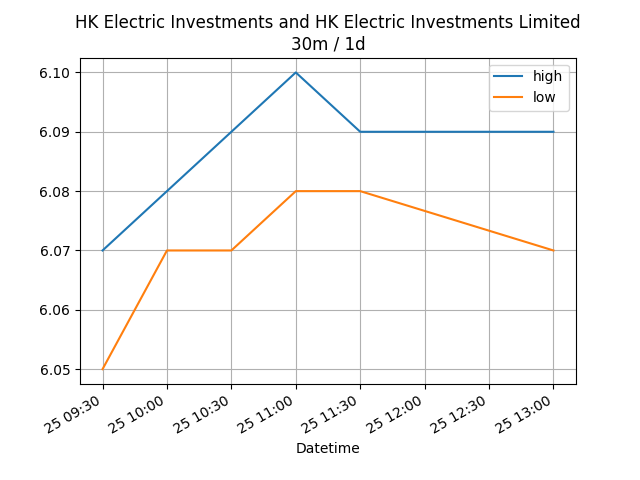 HK Electric Investments and HK Electric Investments Limited
30m / 1d
high
low
6.10
6.09
6.08
6.07
6.06
6.05
25 09:30
25 10:00
25 10:30
25 11:00
25 11:30
25 12:00
25 12:30
25 13:00
Datetime